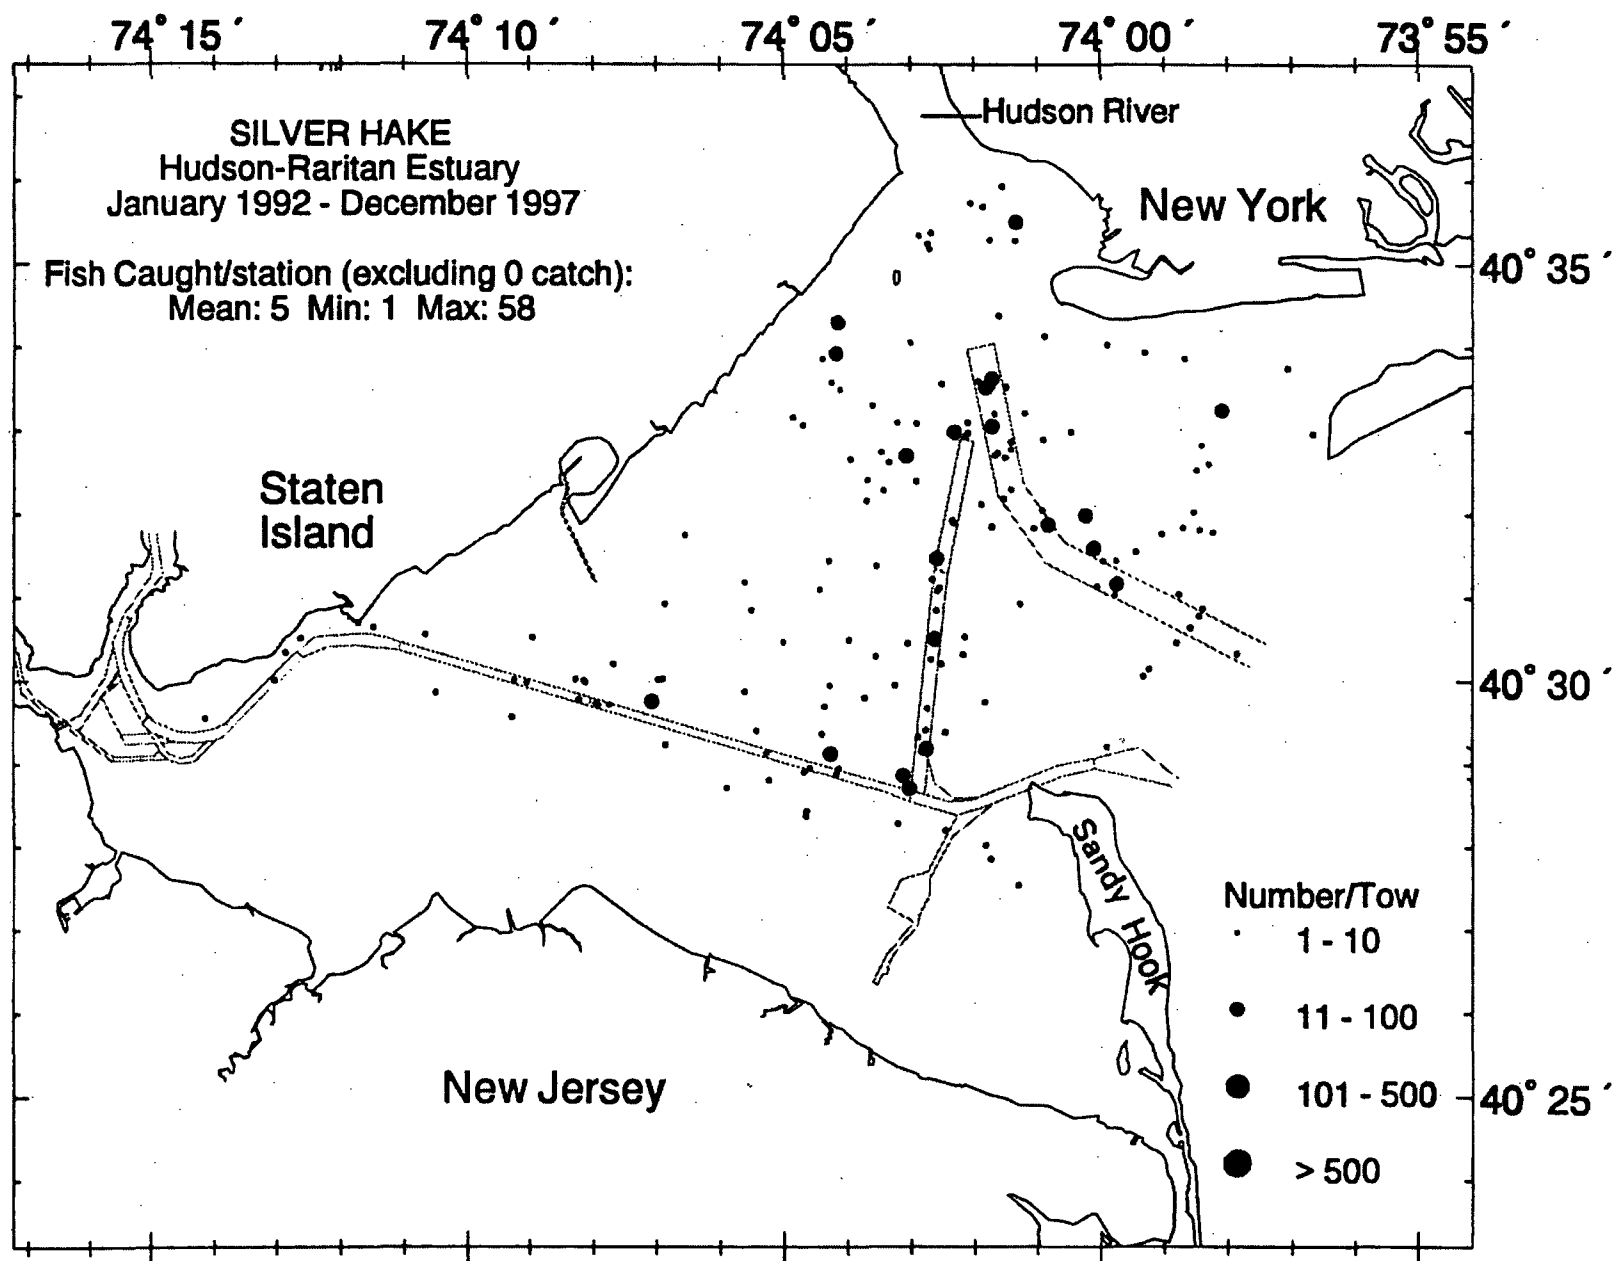 74° 15´ 74° 10´ 74° 05´ 74° 00´ 73° 55´
Hudson River
SILVER HAKE
Hudson-Raritan Estuary
January 1992 - December 1997
New York
Fish Caught/station (excluding 0 catch):
Mean: 5 Min: 1 Max: 58
40° 35´
Staten
Island
40° 30´
Sandy Hook
Number/Tow
1 - 10
11 - 100
New Jersey
101 - 500
40° 25´
> 500